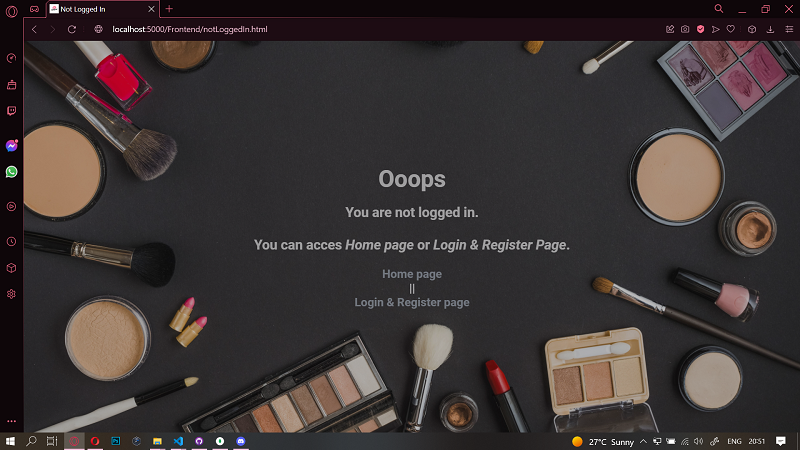 Not Logged In
localhost:5000/Frontend/notLoggedIn.html
Ooops
You are not logged in.
You can acces Home page or Login & Register Page.
Home page
||
Login & Register page
27°C Sunny
ENG
20:51